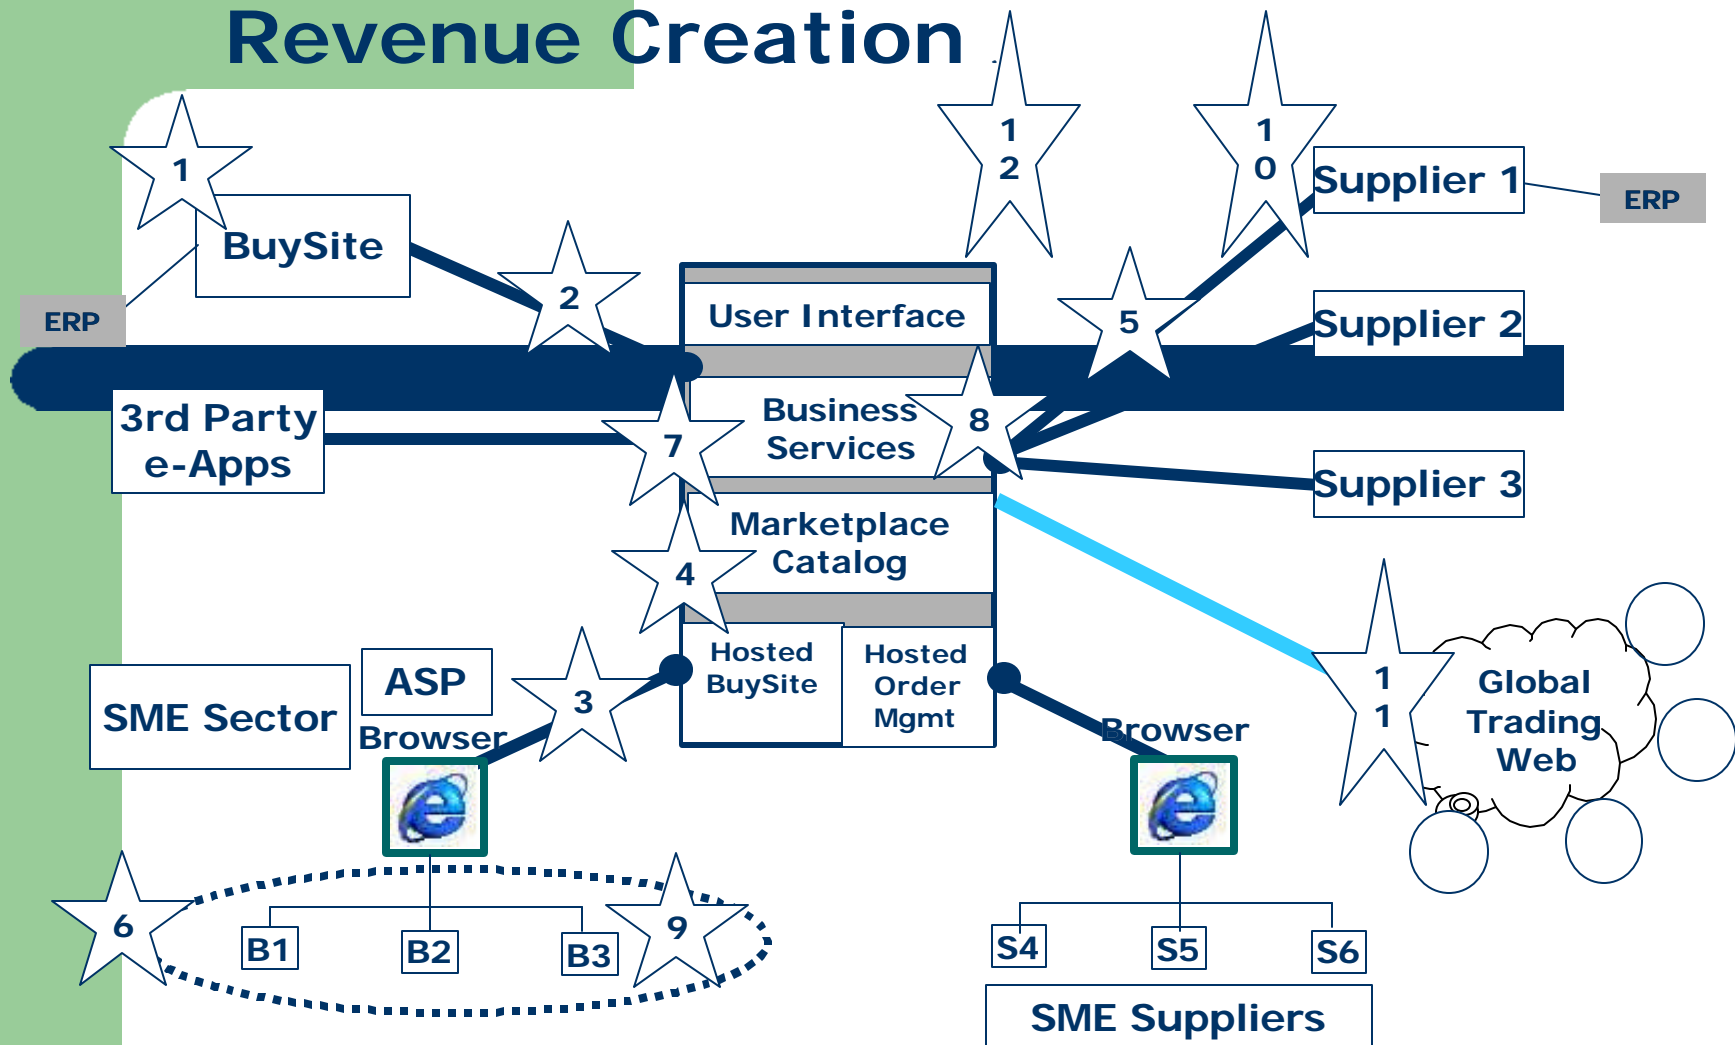 Revenue Creation
1
2
1
0
1
Supplier 1
ERP
BuySite
2
ERP
User Interface
5
Supplier 2
3rd Party
e-Apps
7
Business
Services
8
Supplier 3
Marketplace
Catalog
4
SME Sector
ASP
Browser
3
Hosted
BuySite
Hosted
Order
Mgmt
Browser
1
1
Global
Trading
Web
6
B1
B2
B3
9
S4
S5
S6
SME Suppliers